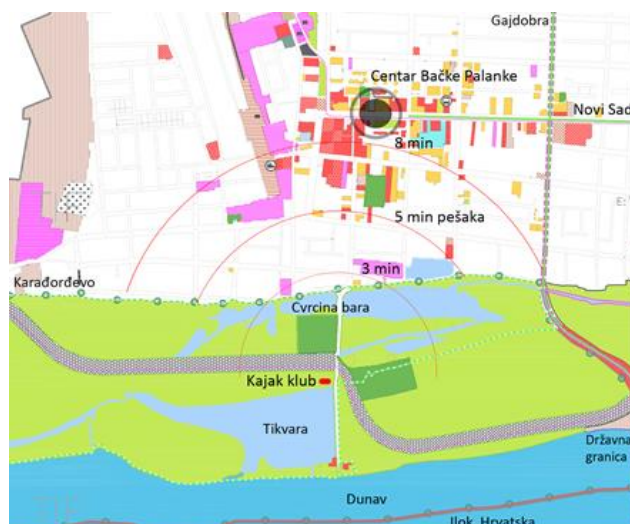 Gajdobra
Centar Bačke Palanke
Novi Sad
8 min
5 min pešaka
3 min
Karađorđevo
Cvrcina bara
Kajak klub
Tikvara
Državna
granica
Dunav
Ilok, Hrvatska